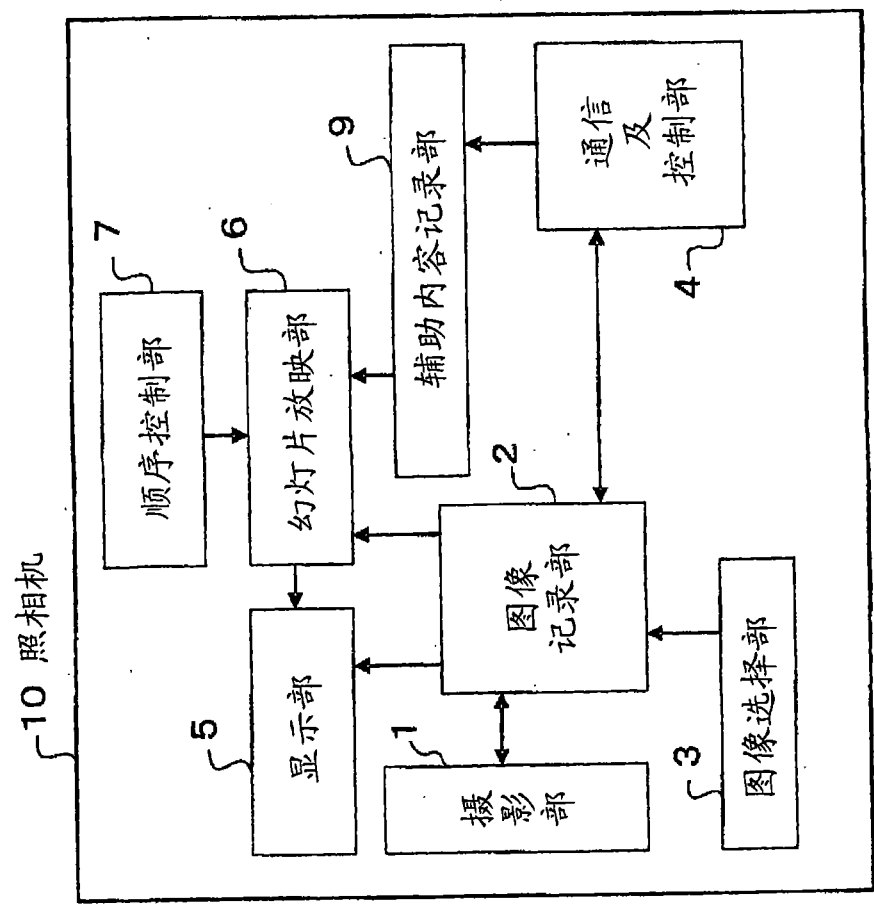 10 照相机
7
顺序控制部
5
显示部
6
幻灯片放映部
9
辅助内容记录部
1
摄影部
2
图像
记录部
通信
及
控制部
4
3
图像选择部